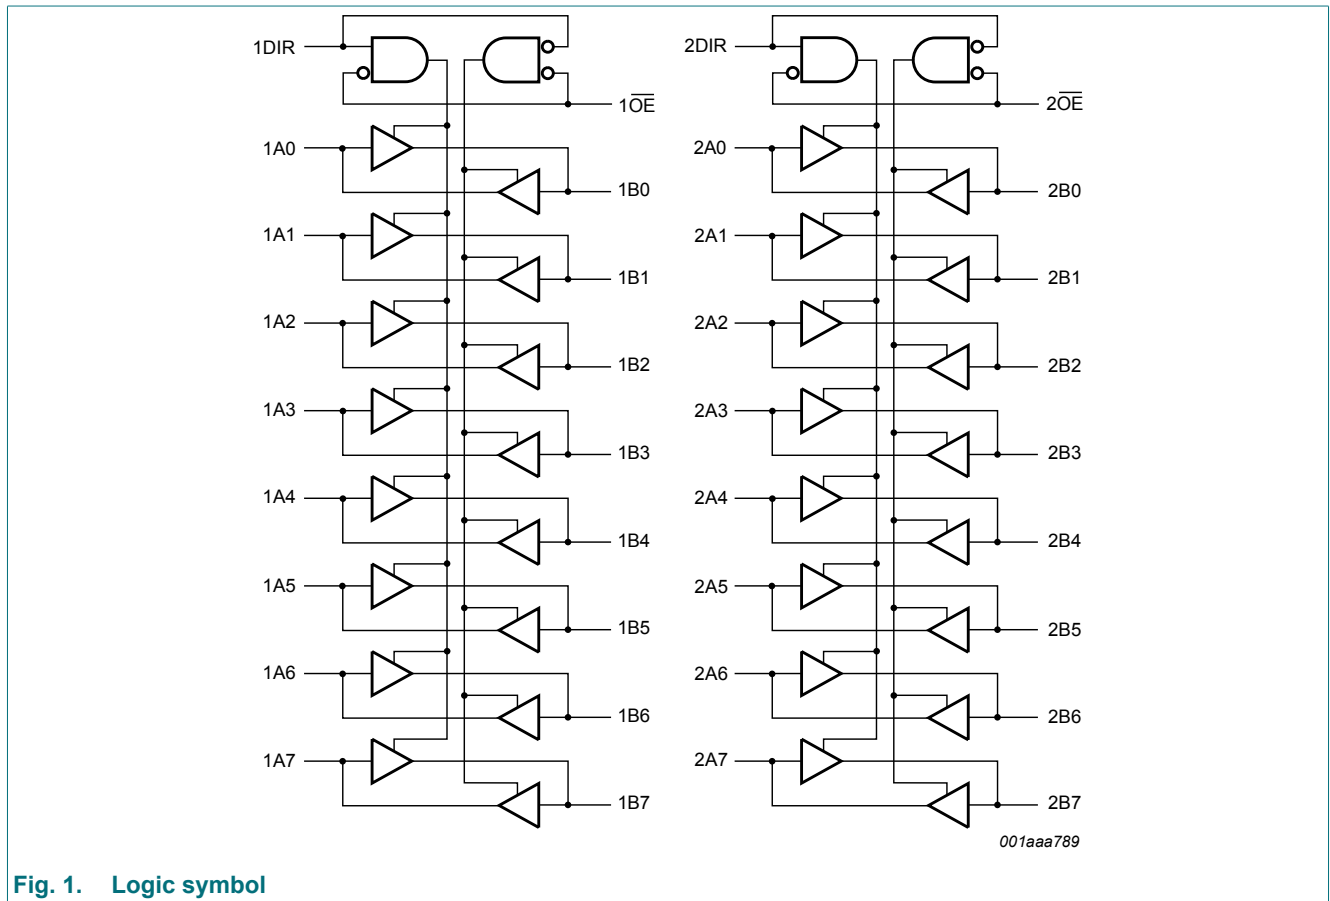 1DIR
1O̅E̅
1A0
1B0
1A1
1B1
1A2
1B2
1A3
1B3
1A4
1B4
1A5
1B5
1A6
1B6
1A7
1B7
2DIR
2O̅E̅
2A0
2B0
2A1
2B1
2A2
2B2
2A3
2B3
2A4
2B4
2A5
2B5
2A6
2B6
2A7
2B7
001aaa789
Fig. 1. Logic symbol